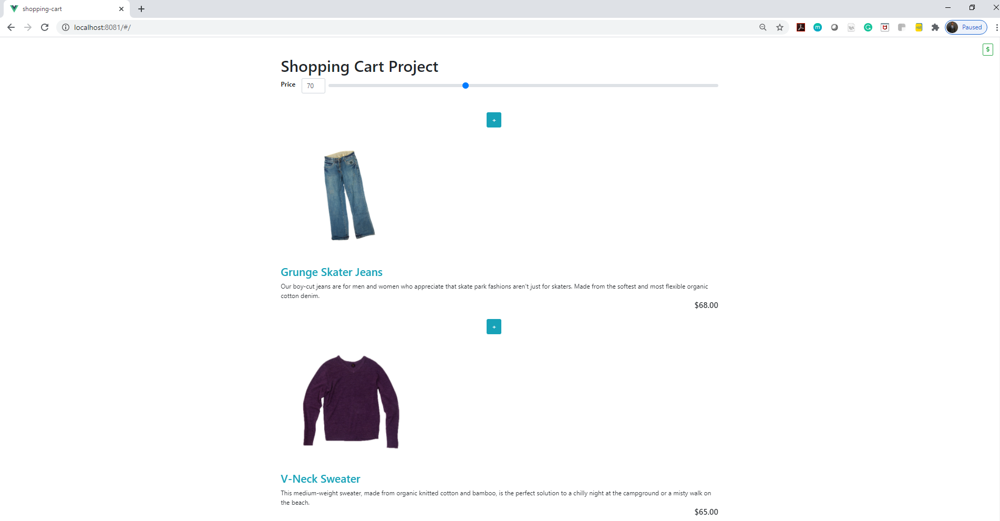 shopping-cart
localhost:8081/#/
Paused
$
Shopping Cart Project
Price 70
+
Grunge Skater Jeans
Our boy-cut jeans are for men and women who appreciate that skate park fashions aren't just for skaters. Made from the softest and most flexible organic
cotton denim.
$68.00
+
V-Neck Sweater
This medium-weight sweater, made from organic knitted cotton and bamboo, is the perfect solution to a chilly night at the campground or a misty walk on
the beach.
$65.00